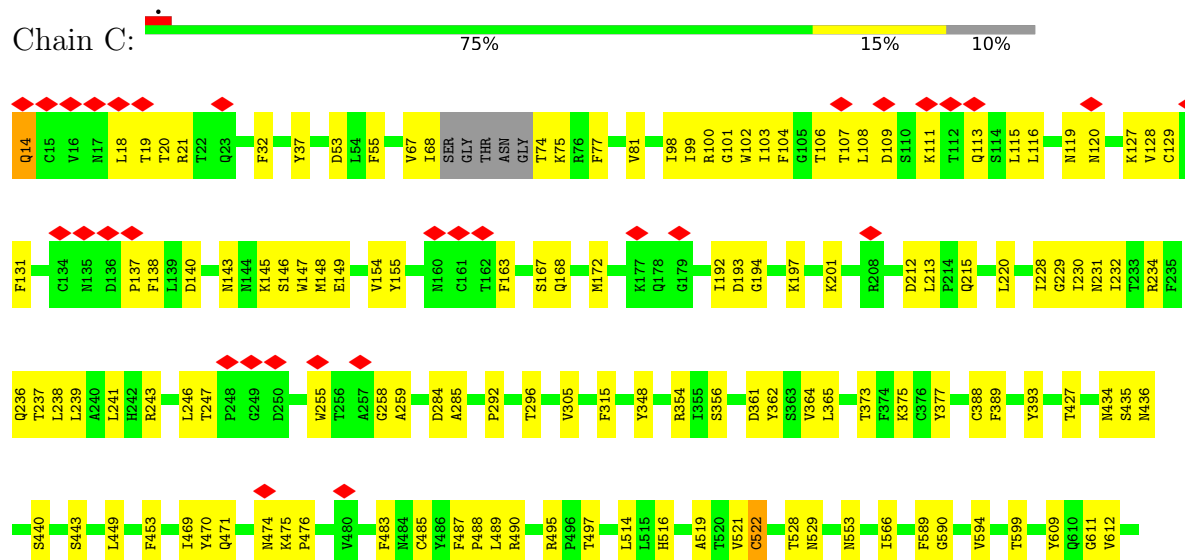 Chain C:
75% 15% 10%
Q14 C15 V16 N17 L18 T19 T20 R21 T22 Q23 F32 Y37 D53 L54 F55 V67 I68 SER GLY THR ASN GLY T74 K75 R76 F77 V81 I98 I99 R100 G101 W102 I103 F104 G105 T106 T107 L108 D109 S110 K111 T112 Q113 S114 L115 L116 N119 N120 K127 V128 C129
F131 C134 N135 D136 P137 F138 L139 D140 N143 N144 K145 S146 W147 M148 E149 V154 Y155 N160 C161 T162 F163 S167 Q168 M172 K177 Q178 G179 I192 D193 G194 K197 K201 R208 D212 L213 P214 Q215 L220 I228 G229 I230 N231 I232 T233 R234 F235
Q236 T237 L238 L239 A240 L241 H242 R243 L246 T247 P248 G249 D250 W255 T256 A257 G258 A259 D284 A285 P292 T296 V305 F315 Y348 R354 I355 S356 D361 Y362 S363 V364 L365 T373 F374 K375 C376 Y377 C388 F389 Y393 T427 N434 S435 N436
S440 S443 L449 F453 I469 Y470 Q471 N474 K475 P476 V480 F483 N484 C485 Y486 F487 P488 L489 R490 R495 P496 T497 L514 L515 H516 A519 T520 V521 C522 T528 N529 N553 I566 F589 G590 V594 T599 Y609 Q610 G611 V612